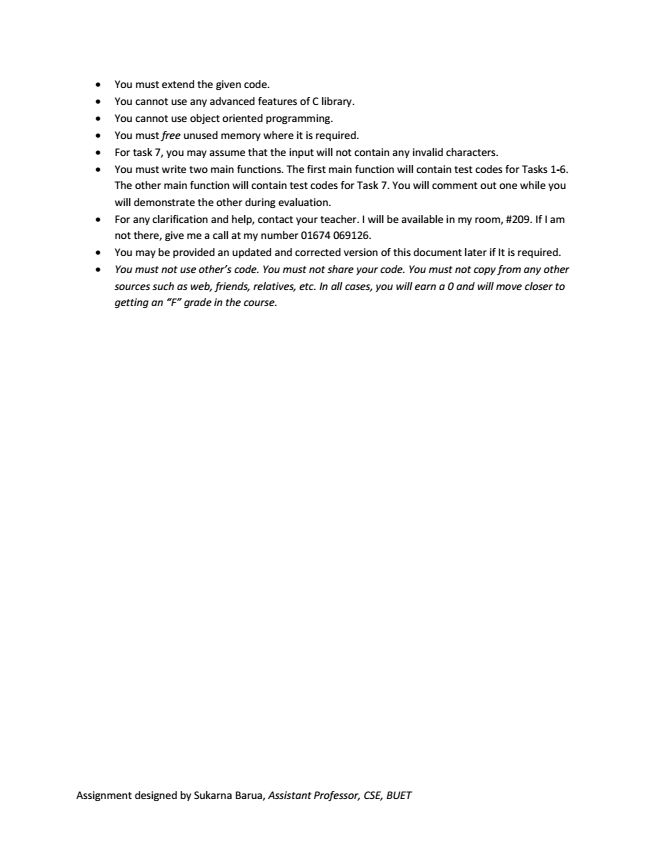 • You must extend the given code.
• You cannot use any advanced features of C library.
• You cannot use object oriented programming.
• You must free unused memory where it is required.
• For task 7, you may assume that the input will not contain any invalid characters.
• You must write two main functions. The first main function will contain test codes for Tasks 1-6.
The other main function will contain test codes for Task 7. You will comment out one while you
will demonstrate the other during evaluation.
• For any clarification and help, contact your teacher. I will be available in my room, #209. If I am
not there, give me a call at my number 01674 069126.
• You may be provided an updated and corrected version of this document later if It is required.
• You must not use other’s code. You must not share your code. You must not copy from any other
sources such as web, friends, relatives, etc. In all cases, you will earn a 0 and will move closer to
getting an “F” grade in the course.
Assignment designed by Sukarna Barua, Assistant Professor, CSE, BUET